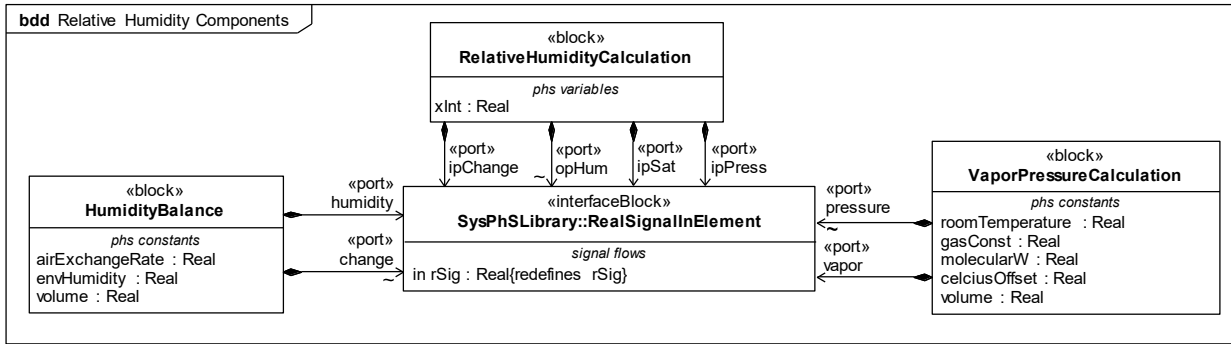 bdd Relative Humidity Components
«block»
RelativeHumidityCalculation
phs variables
xInt : Real
«port»
ipChange
«port»
~ opHum
«port»
ipSat
«port»
ipPress
«block»
HumidityBalance
phs constants
airExchangeRate : Real
envHumidity : Real
volume : Real
«port»
humidity
«port»
change
~
«interfaceBlock»
SysPhSLibrary::RealSignalInElement
signal flows
in rSig : Real{redefines rSig}
«port»
pressure
~
«port»
vapor
«block»
VaporPressureCalculation
phs constants
roomTemperature : Real
gasConst : Real
molecularW : Real
celciusOffset : Real
volume : Real